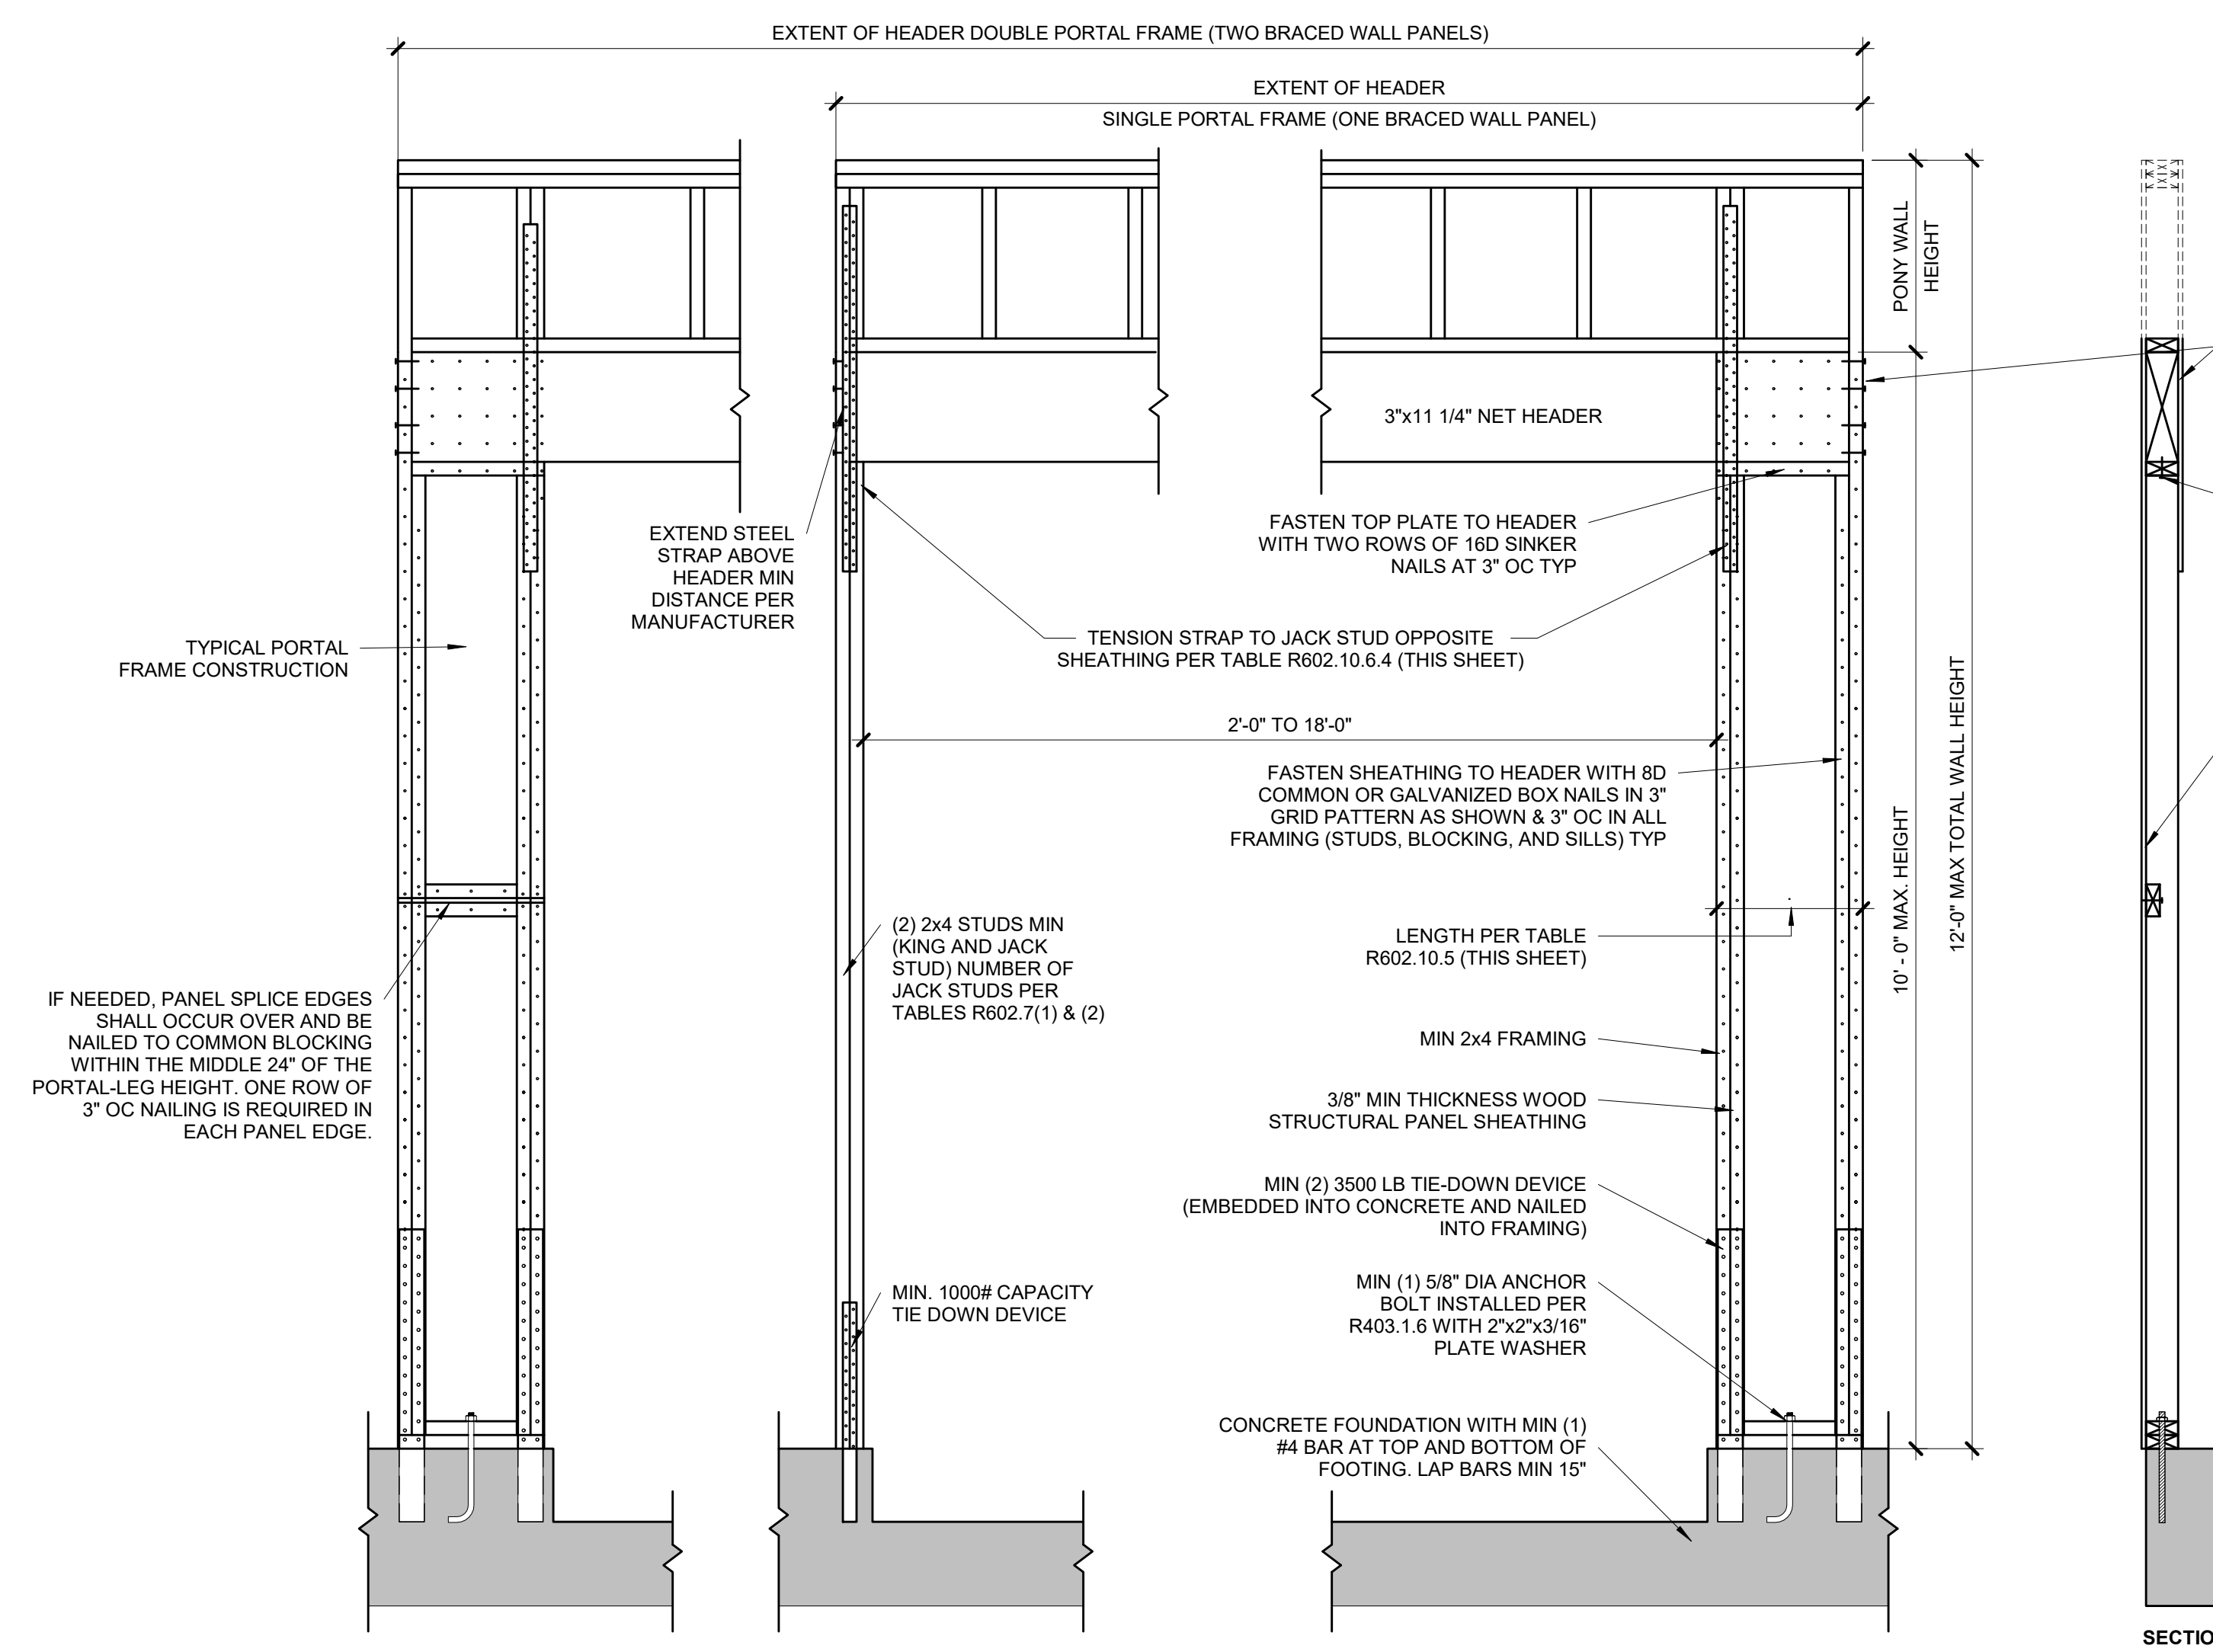 EXTENT OF HEADER DOUBLE PORTAL FRAME (TWO BRACED WALL PANELS)
EXTENT OF HEADER
SINGLE PORTAL FRAME (ONE BRACED WALL PANEL)
PONY WALL
HEIGHT
3"x11 1/4" NET HEADER
EXTEND STEEL
STRAP ABOVE
HEADER MIN
DISTANCE PER
MANUFACTURER
FASTEN TOP PLATE TO HEADER
WITH TWO ROWS OF 16D SINKER
NAILS AT 3" OC TYP
TYPICAL PORTAL
FRAME CONSTRUCTION
TENSION STRAP TO JACK STUD OPPOSITE
SHEATHING PER TABLE R602.10.6.4 (THIS SHEET)
2'-0" TO 18'-0"
FASTEN SHEATHING TO HEADER WITH 8D
COMMON OR GALVANIZED BOX NAILS IN 3"
GRID PATTERN AS SHOWN & 3" OC IN ALL
FRAMING (STUDS, BLOCKING, AND SILLS) TYP
10' - 0" MAX. HEIGHT
12'-0" MAX TOTAL WALL HEIGHT
(2) 2x4 STUDS MIN
(KING AND JACK
STUD) NUMBER OF
JACK STUDS PER
TABLES R602.7(1) & (2)
LENGTH PER TABLE
R602.10.5 (THIS SHEET)
IF NEEDED, PANEL SPLICE EDGES
SHALL OCCUR OVER AND BE
NAILED TO COMMON BLOCKING
WITHIN THE MIDDLE 24" OF THE
PORTAL-LEG HEIGHT. ONE ROW OF
3" OC NAILING IS REQUIRED IN
EACH PANEL EDGE.
MIN 2x4 FRAMING
3/8" MIN THICKNESS WOOD
STRUCTURAL PANEL SHEATHING
MIN (2) 3500 LB TIE-DOWN DEVICE
(EMBEDDED INTO CONCRETE AND NAILED
INTO FRAMING)
MIN. 1000# CAPACITY
TIE DOWN DEVICE
MIN (1) 5/8" DIA ANCHOR
BOLT INSTALLED PER
R403.1.6 WITH 2"x2"x3/16"
PLATE WASHER
CONCRETE FOUNDATION WITH MIN (1)
#4 BAR AT TOP AND BOTTOM OF
FOOTING. LAP BARS MIN 15"
SECTIO